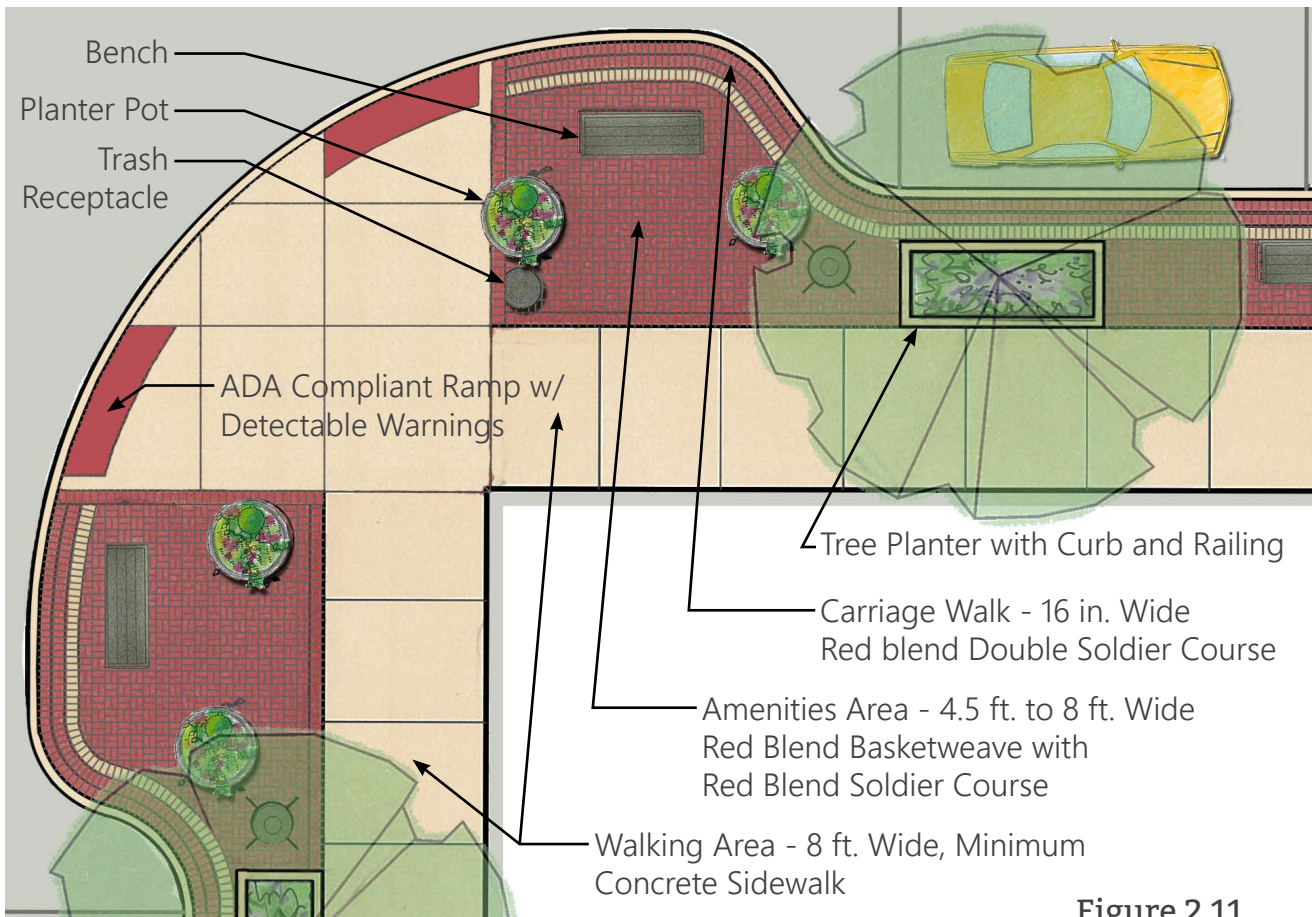 Bench
Planter Pot
Trash
Receptacle
ADA Compliant Ramp w/
Detectable Warnings
Tree Planter with Curb and Railing
Carriage Walk - 16 in. Wide
Red blend Double Soldier Course
Amenities Area - 4.5 ft. to 8 ft. Wide
Red Blend Basketweave with
Red Blend Soldier Course
Walking Area - 8 ft. Wide, Minimum
Concrete Sidewalk
Figure 2.11